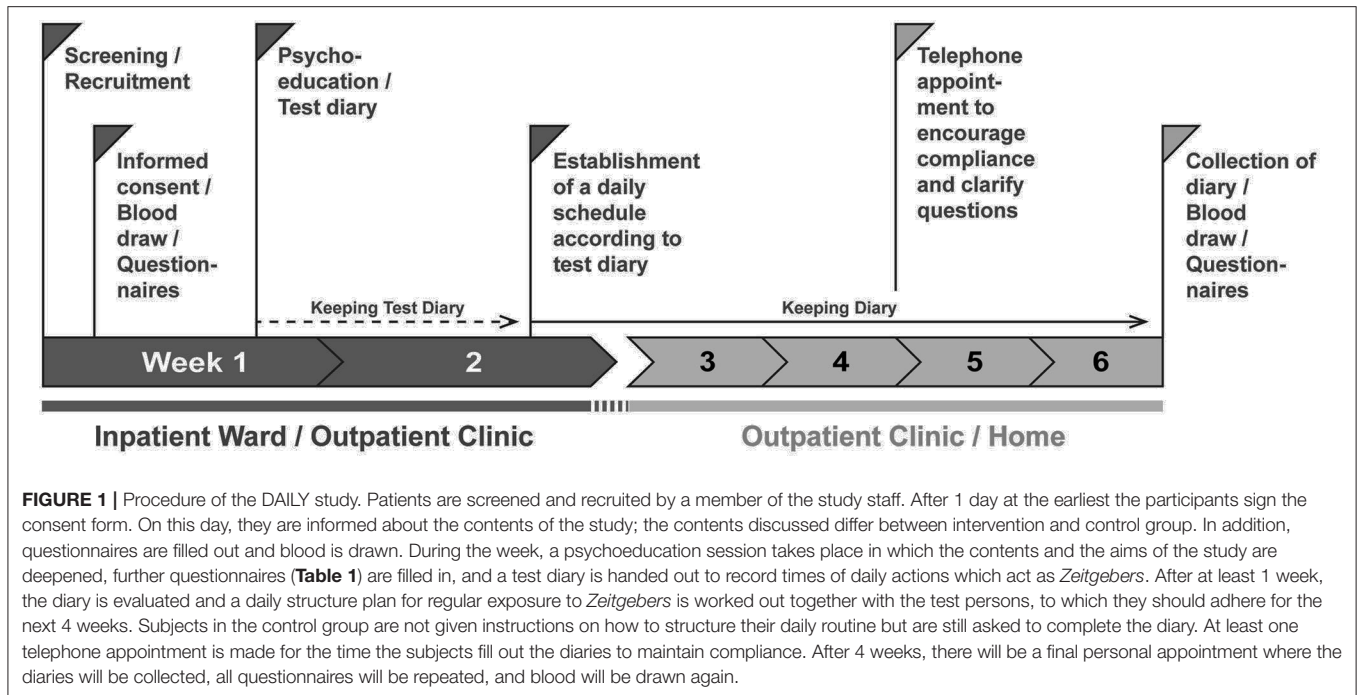 Screening /
Recruitment
Informed
consent /
Blood
draw /
Question-
naires
Psycho-
education /
Test diary
Establishment
of a daily
schedule
according to
test diary
Telephone
appoint-
ment to
encourage
compliance
and clarify
questions
Collection of
diary /
Blood
draw /
Question-
naires
Keeping Test Diary
Keeping Diary
Week 1
2
3
4
5
6
Inpatient Ward / Outpatient Clinic
Outpatient Clinic / Home
FIGURE 1 | Procedure of the DAILY study. Patients are screened and recruited by a member of the study staff. After 1 day at the earliest the participants sign the
consent form. On this day, they are informed about the contents of the study; the contents discussed differ between intervention and control group. In addition,
questionnaires are filled out and blood is drawn. During the week, a psychoeducation session takes place in which the contents and the aims of the study are
deepened, further questionnaires (Table 1) are filled in, and a test diary is handed out to record times of daily actions which act as Zeitgebers. After at least 1 week,
the diary is evaluated and a daily structure plan for regular exposure to Zeitgebers is worked out together with the test persons, to which they should adhere for the
next 4 weeks. Subjects in the control group are not given instructions on how to structure their daily routine but are still asked to complete the diary. At least one
telephone appointment is made for the time the subjects fill out the diaries to maintain compliance. After 4 weeks, there will be a final personal appointment where the
diaries will be collected, all questionnaires will be repeated, and blood will be drawn again.